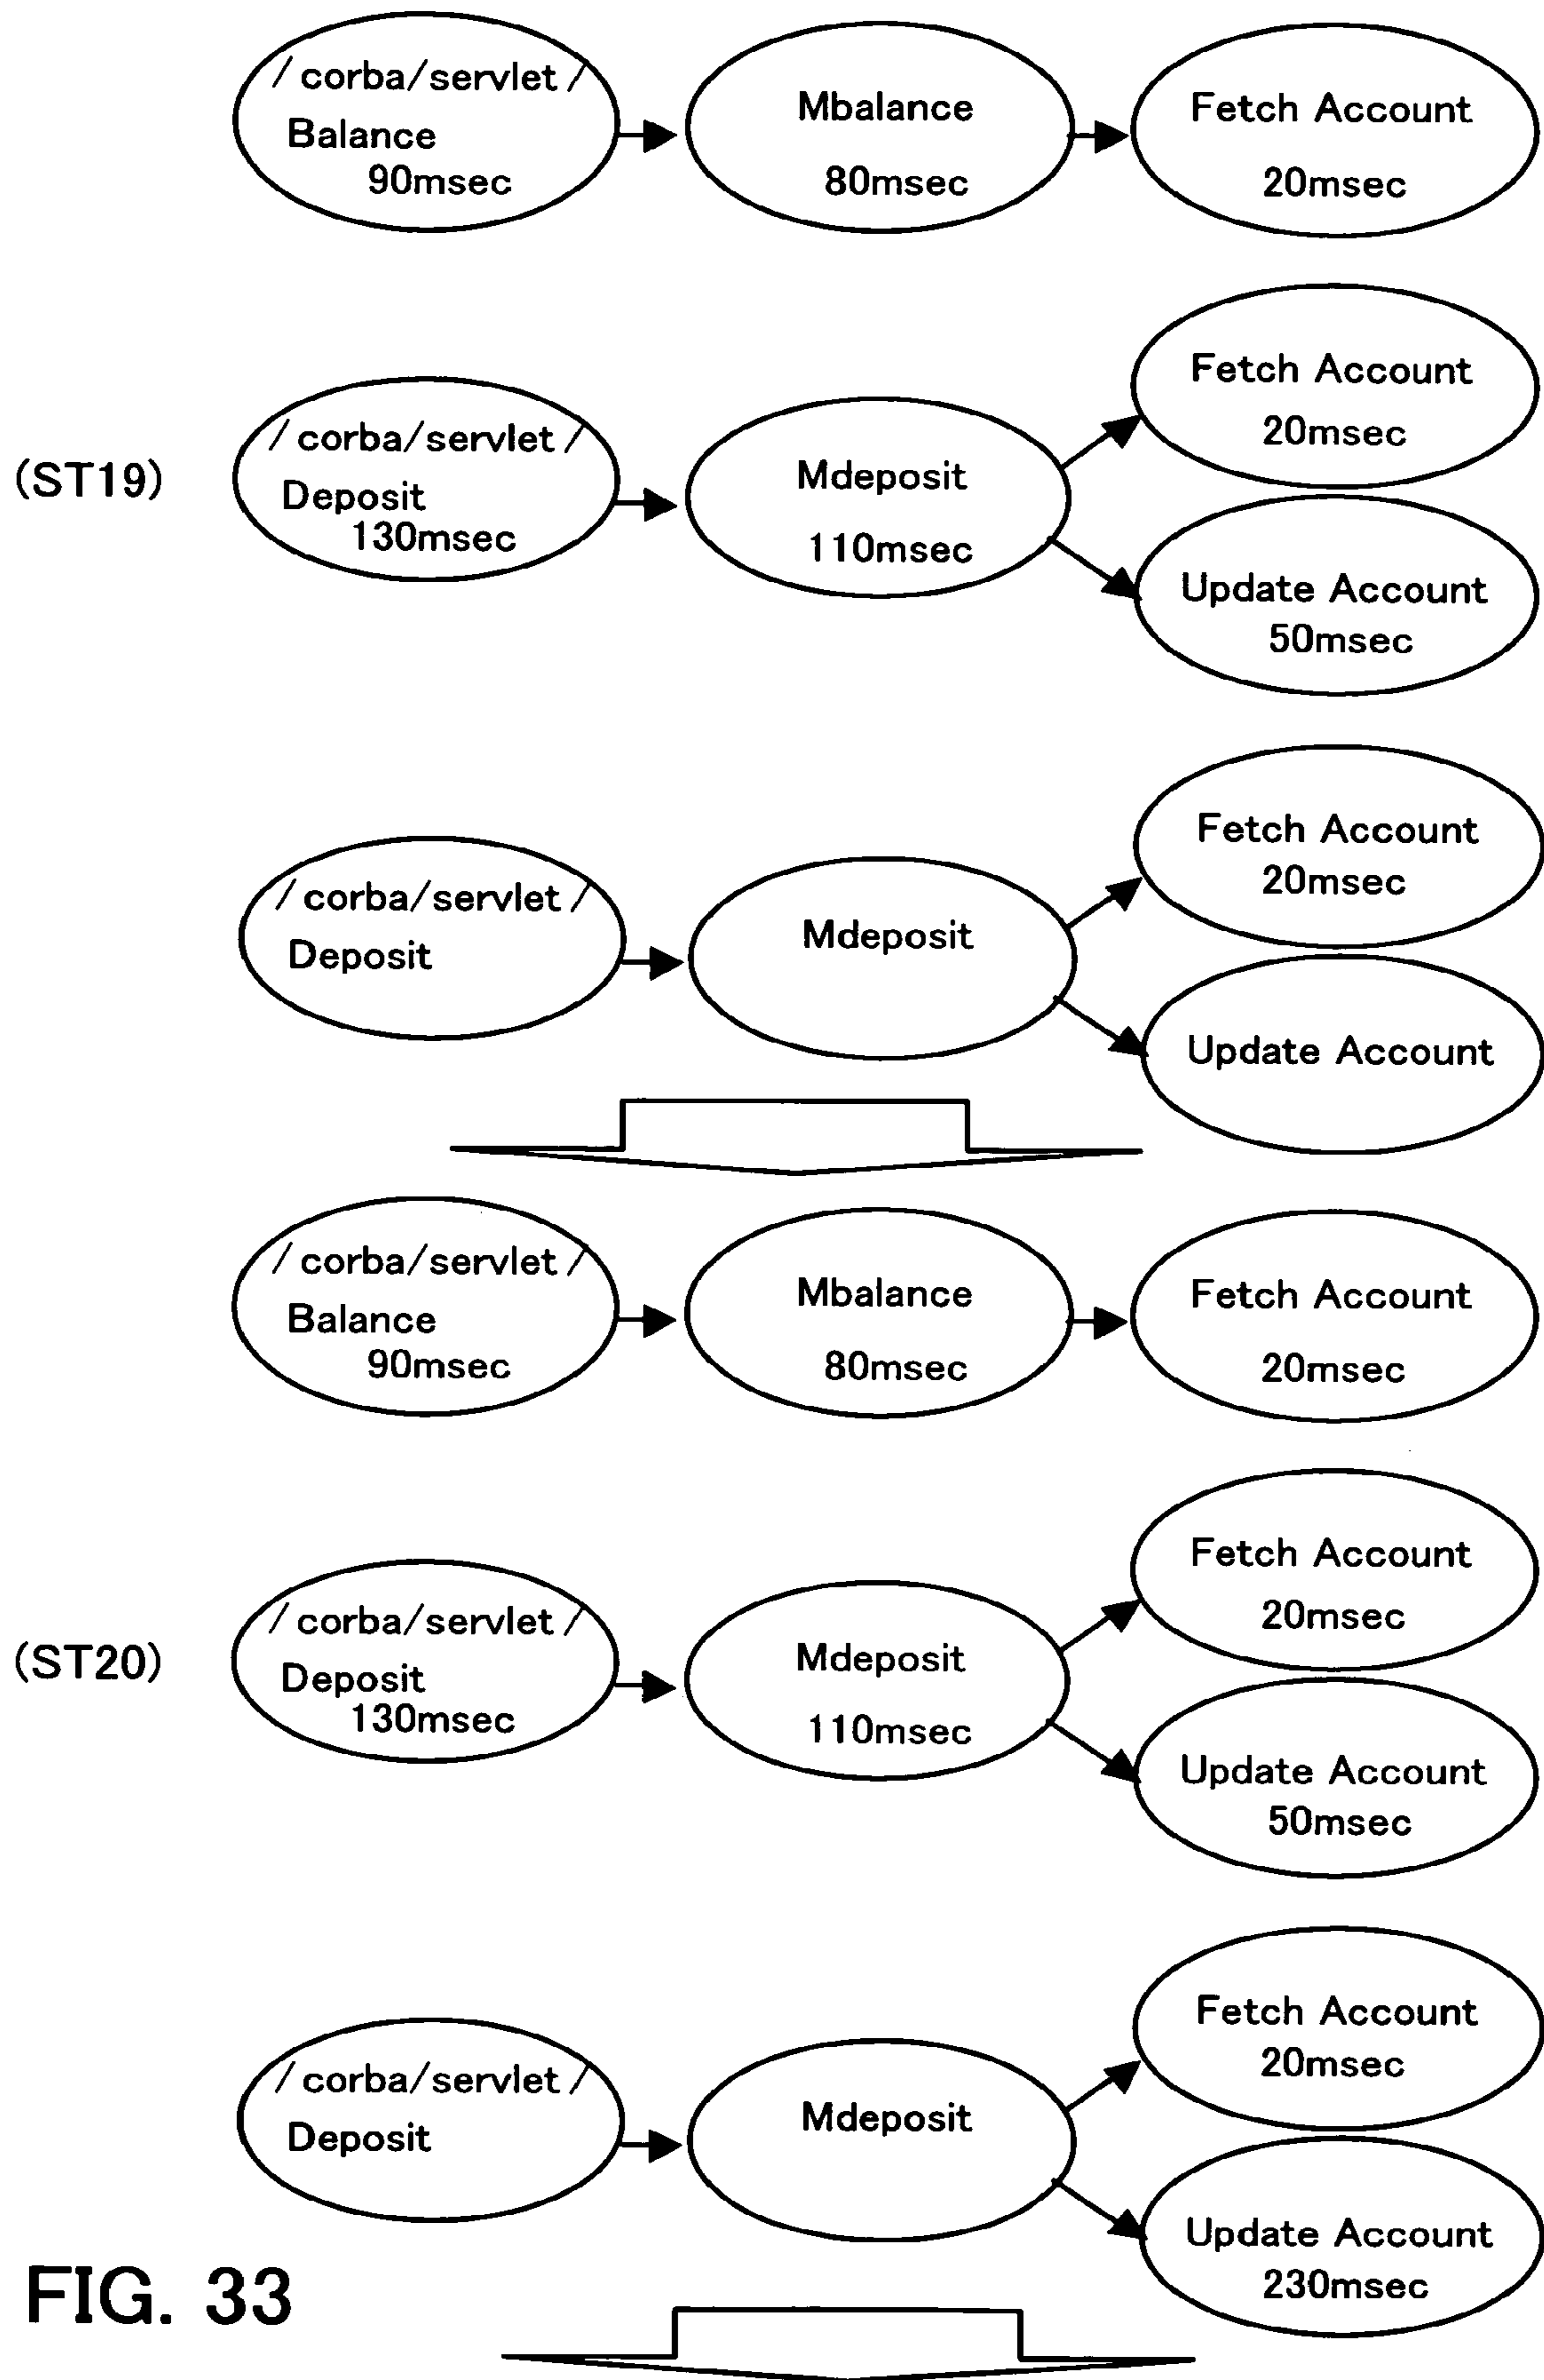 / corba/servlet /
Balance
90msec
Mbalance
80msec
Fetch Account
20msec
(ST19)
/ corba/servlet /
Deposit
130msec
Mdeposit
110msec
Fetch Account
20msec
Update Account
50msec
/ corba/servlet /
Deposit
Mdeposit
Fetch Account
20msec
Update Account
/ corba/servlet /
Balance
90msec
Mbalance
80msec
Fetch Account
20msec
(ST20)
/ corba/servlet /
Deposit
130msec
Mdeposit
110msec
Fetch Account
20msec
Update Account
50msec
/ corba/servlet /
Deposit
Mdeposit
Fetch Account
20msec
Update Account
230msec
FIG. 33